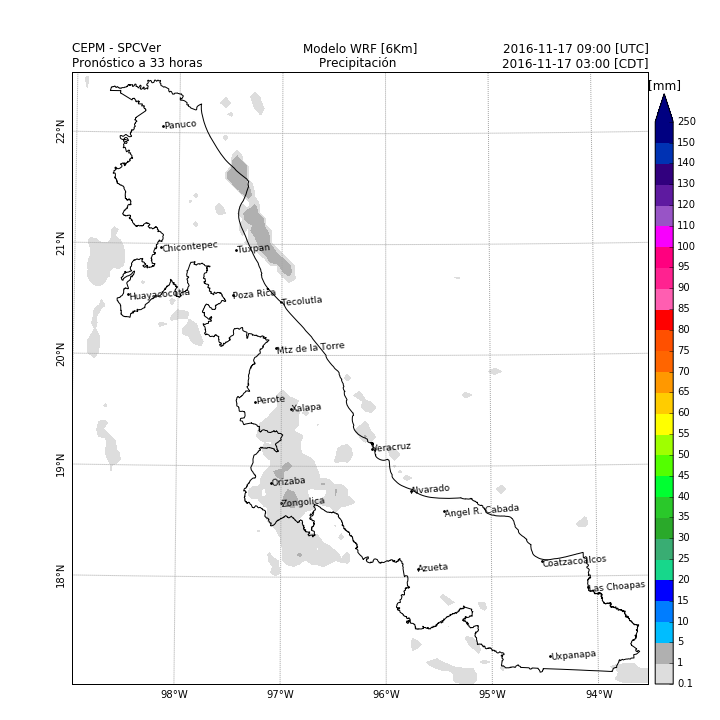 CEPM - SPCVer
Modelo WRF [6Km]
2016-11-17 09:00 [UTC]
Pronóstico a 33 horas
Precipitación
2016-11-17 03:00 [CDT]
[mm]
22°N
21°N
20°N
19°N
18°N
Panuco
Chicontepec
Tuxpan
Huayacocotla
Poza Rica
Tecolutla
Mtz de la Torre
Perote
Xalapa
Veracruz
Orizaba
Alvarado
Zongolica
Angel R. Cabada
Coatzacoalcos
Azueta
Las Choapas
Uxpanapa
98°W
97°W
96°W
95°W
94°W
250
150
140
130
120
110
100
95
90
85
80
75
70
65
60
55
50
45
40
35
30
25
20
15
10
5
1
0.1